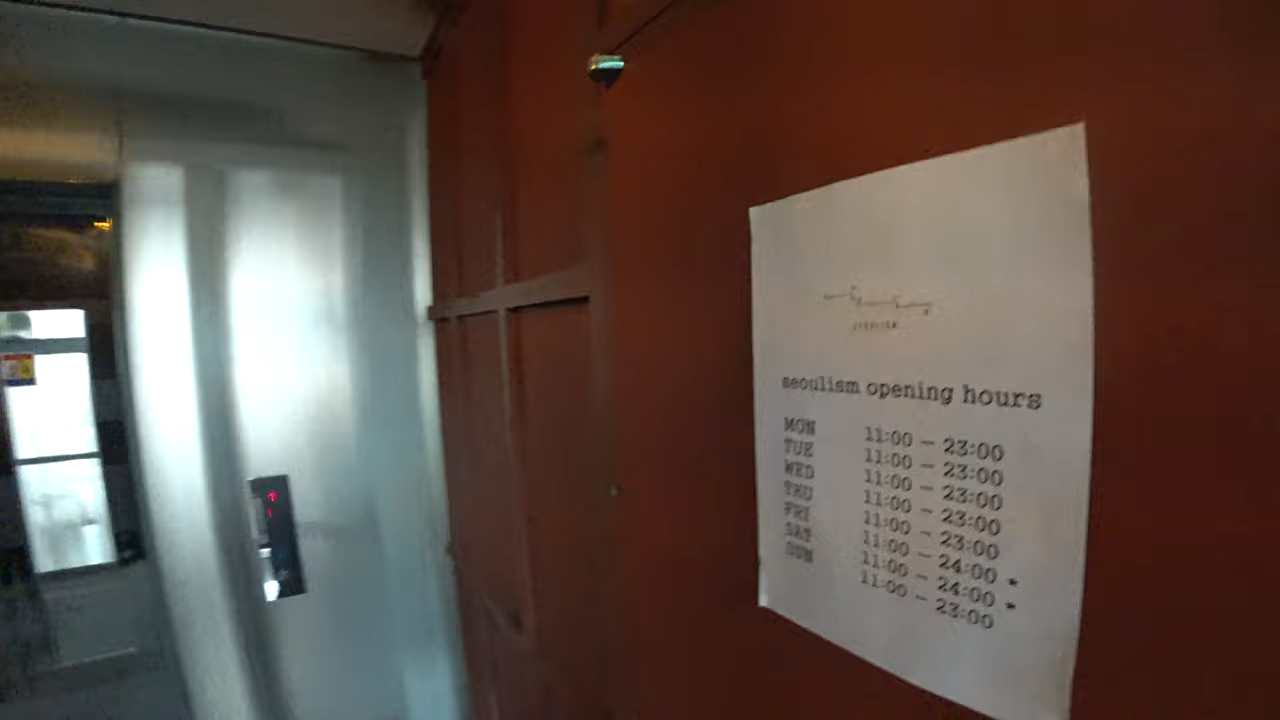 SEOULISM
seoulism opening hours
MON 11:00 – 23:00
TUE 11:00 – 23:00
WED 11:00 – 23:00
THU 11:00 – 23:00
FRI 11:00 – 24:00 *
SAT 11:00 – 24:00 *
SUN 11:00 – 23:00